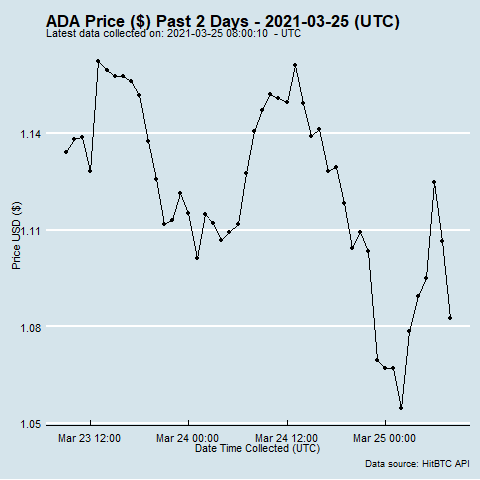 ADA Price ($) Past 2 Days - 2021-03-25 (UTC)
Latest data collected on: 2021-03-25 08:00:10 - UTC
1.14
1.11
1.08
1.05
Price USD ($)
Mar 23 12:00 Mar 24 00:00 Mar 24 12:00 Mar 25 00:00
Date Time Collected (UTC)
Data source: HitBTC API